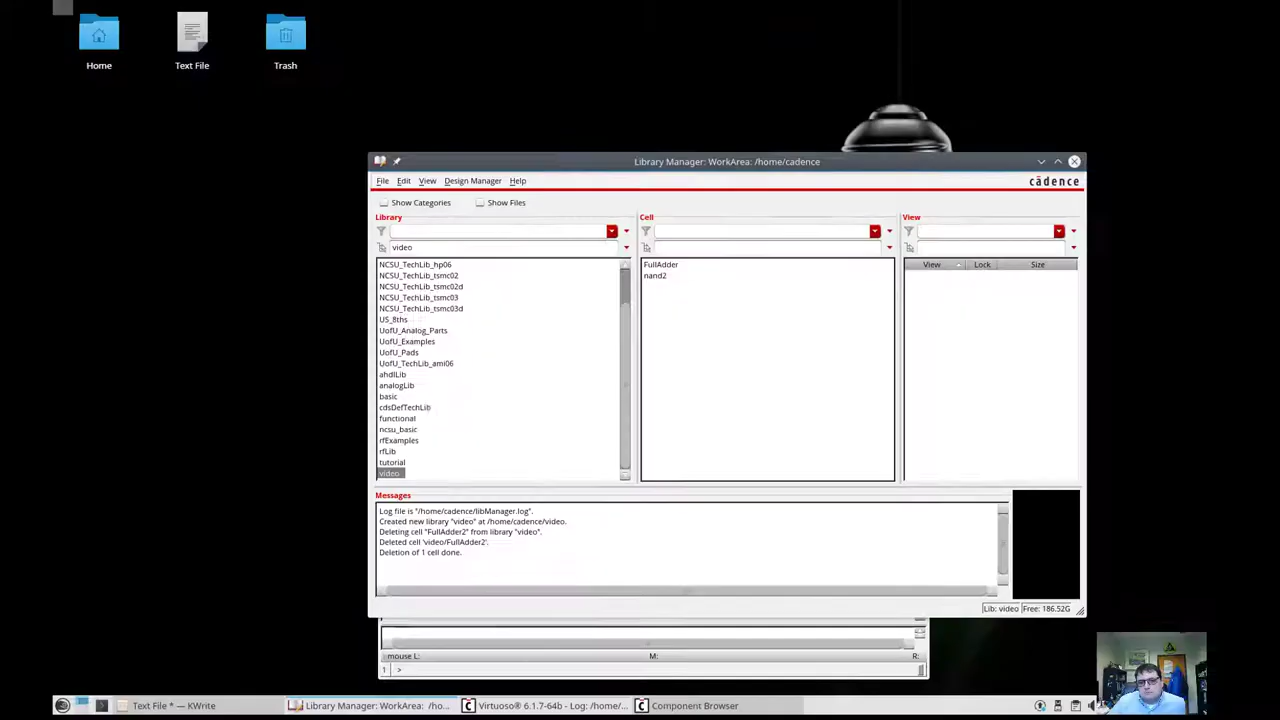 Home
Text File
Trash
Library Manager: WorkArea: /home/cadence
File Edit View Design Manager Help
cādence
Show Categories Show Files
Library
Cell
View
video
NCSU_TechLib_hp06
NCSU_TechLib_tsmc02
NCSU_TechLib_tsmc02d
NCSU_TechLib_tsmc03
NCSU_TechLib_tsmc03d
US_8ths
UofU_Analog_Parts
UofU_Examples
UofU_Pads
UofU_TechLib_ami06
ahdlLib
analogLib
basic
cdsDefTechLib
functional
ncsu_basic
rfExamples
rfLib
tutorial
video
FullAdder
nand2
View Lock Size
Messages
Log file is "/home/cadence/libManager.log".
Created new library "video" at /home/cadence/video.
Deleting cell "FullAdder2" from library "video".
Deleted cell 'video/FullAdder2'.
Deletion of 1 cell done.
Lib: video Free: 186.52G
mouse L: M: R:
1 >
Text File * — KWrite
Library Manager: WorkArea: /ho...
Virtuoso® 6.1.7-64b - Log: /home/...
Component Browser